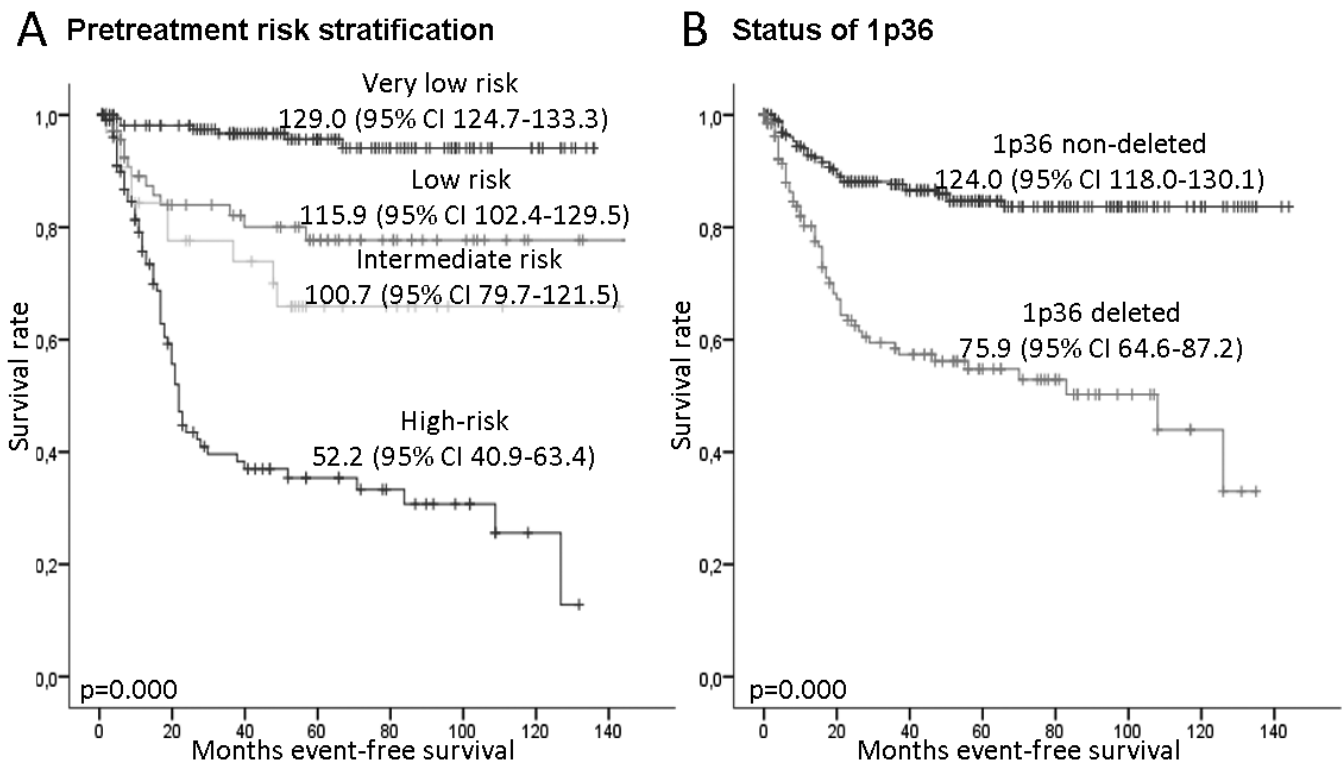 A Pretreatment risk stratification
Survival rate
1,0
0,8
0,6
0,4
0,2
0,0
Very low risk
129.0 (95% CI 124.7-133.3)
Low risk
115.9 (95% CI 102.4-129.5)
Intermediate risk
100.7 (95% CI 79.7-121.5)
High-risk
52.2 (95% CI 40.9-63.4)
p=0.000
0 20 40 60 80 100 120 140
Months event-free survival
B Status of 1p36
Survival rate
1,0
0,8
0,6
0,4
0,2
0,0
1p36 non-deleted
124.0 (95% CI 118.0-130.1)
1p36 deleted
75.9 (95% CI 64.6-87.2)
p=0.000
0 20 40 60 80 100 120 140
Months event-free survival